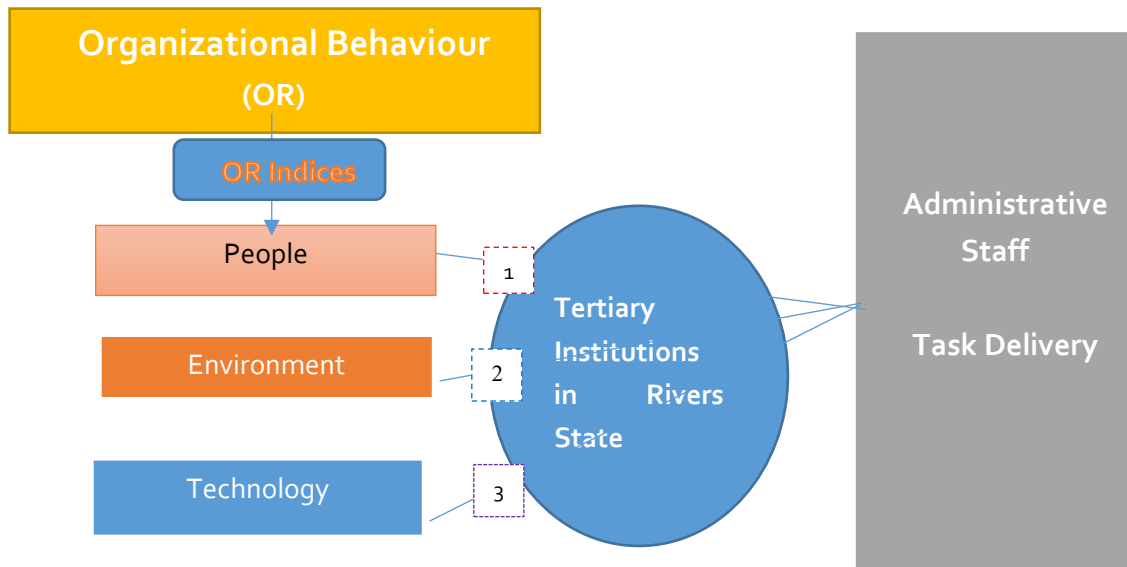 Organizational Behaviour
(OR)
OR Indices
People
1
Environment
2
Technology
3
Tertiary
Institutions
in Rivers
State
Administrative
Staff
Task Delivery